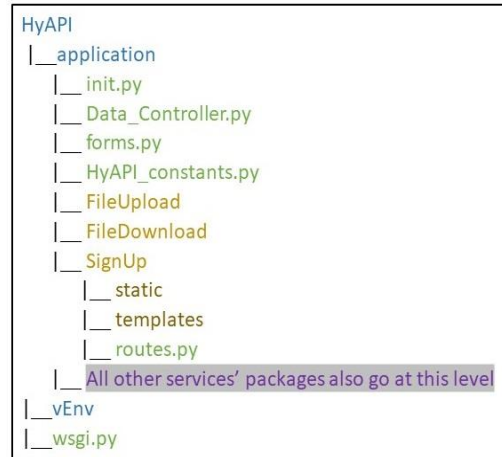 HyAPI
|__application
|__ init.py
|__ Data_Controller.py
|__ forms.py
|__ HyAPI_constants.py
|__ FileUpload
|__ FileDownload
|__ SignUp
|__ static
|__ templates
|__ routes.py
|__ All other services’ packages also go at this level
|__vEnv
|__wsgi.py